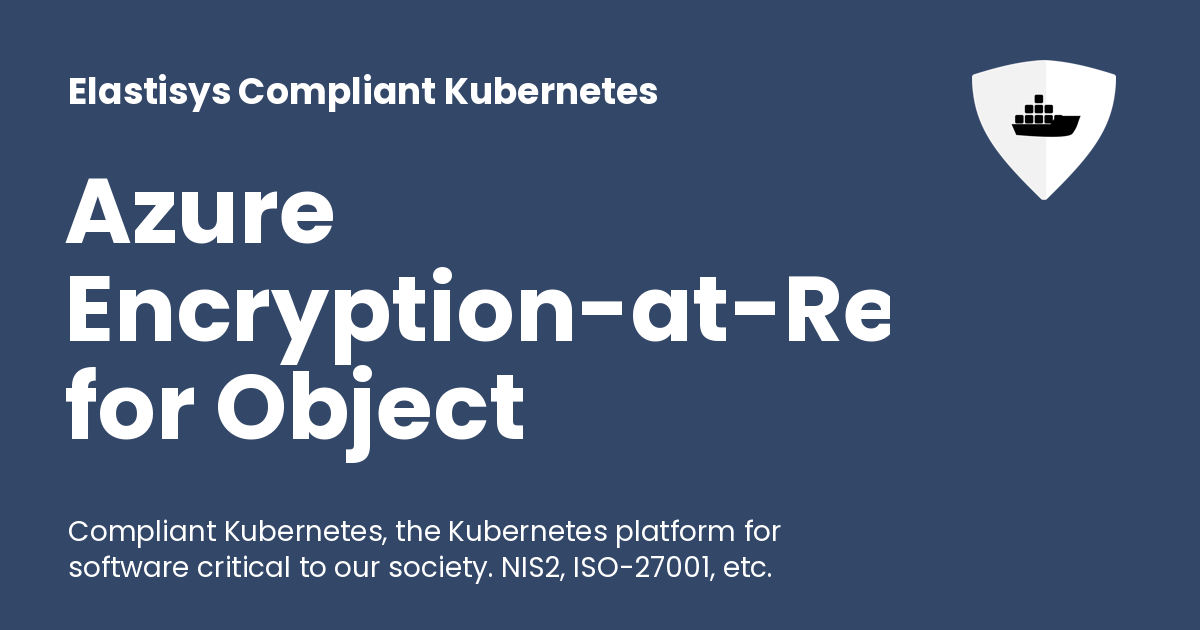 Elastisys Compliant Kubernetes
Azure
Encryption-at-Re
for Object
Compliant Kubernetes, the Kubernetes platform for
software critical to our society. NIS2, ISO-27001, etc.